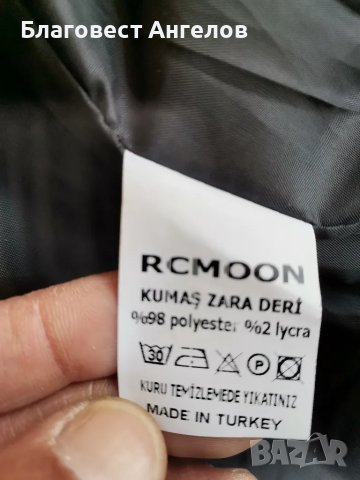 Благовест Ангелов
RCMOON
KUMAŞ ZARA DERİ
%98 polyester %2 lycra
30 P
KURU TEMİZLEMEDE YIKATINIZ
MADE IN TURKEY
BAZAR